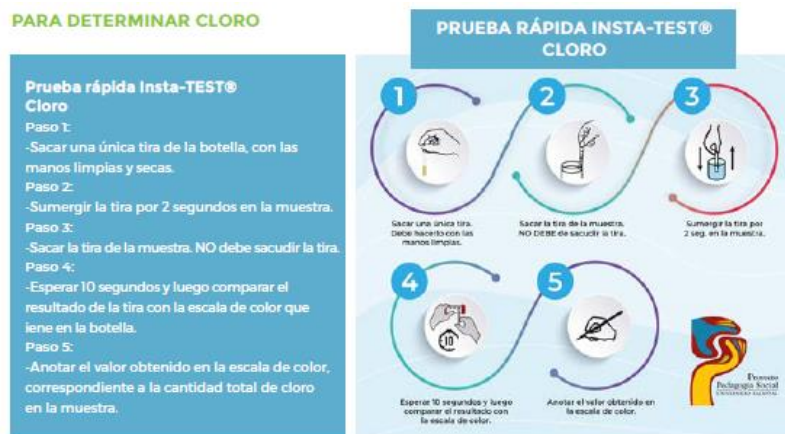 PARA DETERMINAR CLORO
Prueba rápida Insta-TEST®
Cloro
Paso 1:
-Sacar una única tira de la botella, con las
manos limpias y secas.
Paso 2:
-Sumergir la tira por 2 segundos en la muestra.
Paso 3:
-Sacar la tira de la muestra. NO debe sacudir la tira.
Paso 4:
-Esperar 10 segundos y luego comparar el
resultado de la tira con la escala de color que
iene en la botella.
Paso 5:
-Anotar el valor obtenido en la escala de color,
correspondiente a la cantidad total de cloro
en la muestra.
PRUEBA RÁPIDA INSTA-TEST®
CLORO
1
2
3
Sacar una única tira.
Debe hacerlo con las
manos limpias.
Sacar la tira de la muestra.
NO DEBE de sacudir la tira.
Sumergir la tira por
2 seg. en la muestra.
4
5
10
Esperar 10 segundos y luego
comparar el resultado con
la escala de color.
Anotar el valor obtenido en
la escala de color.
Proyecto
Pedagogía Social
UNIVERSIDAD NACIONAL